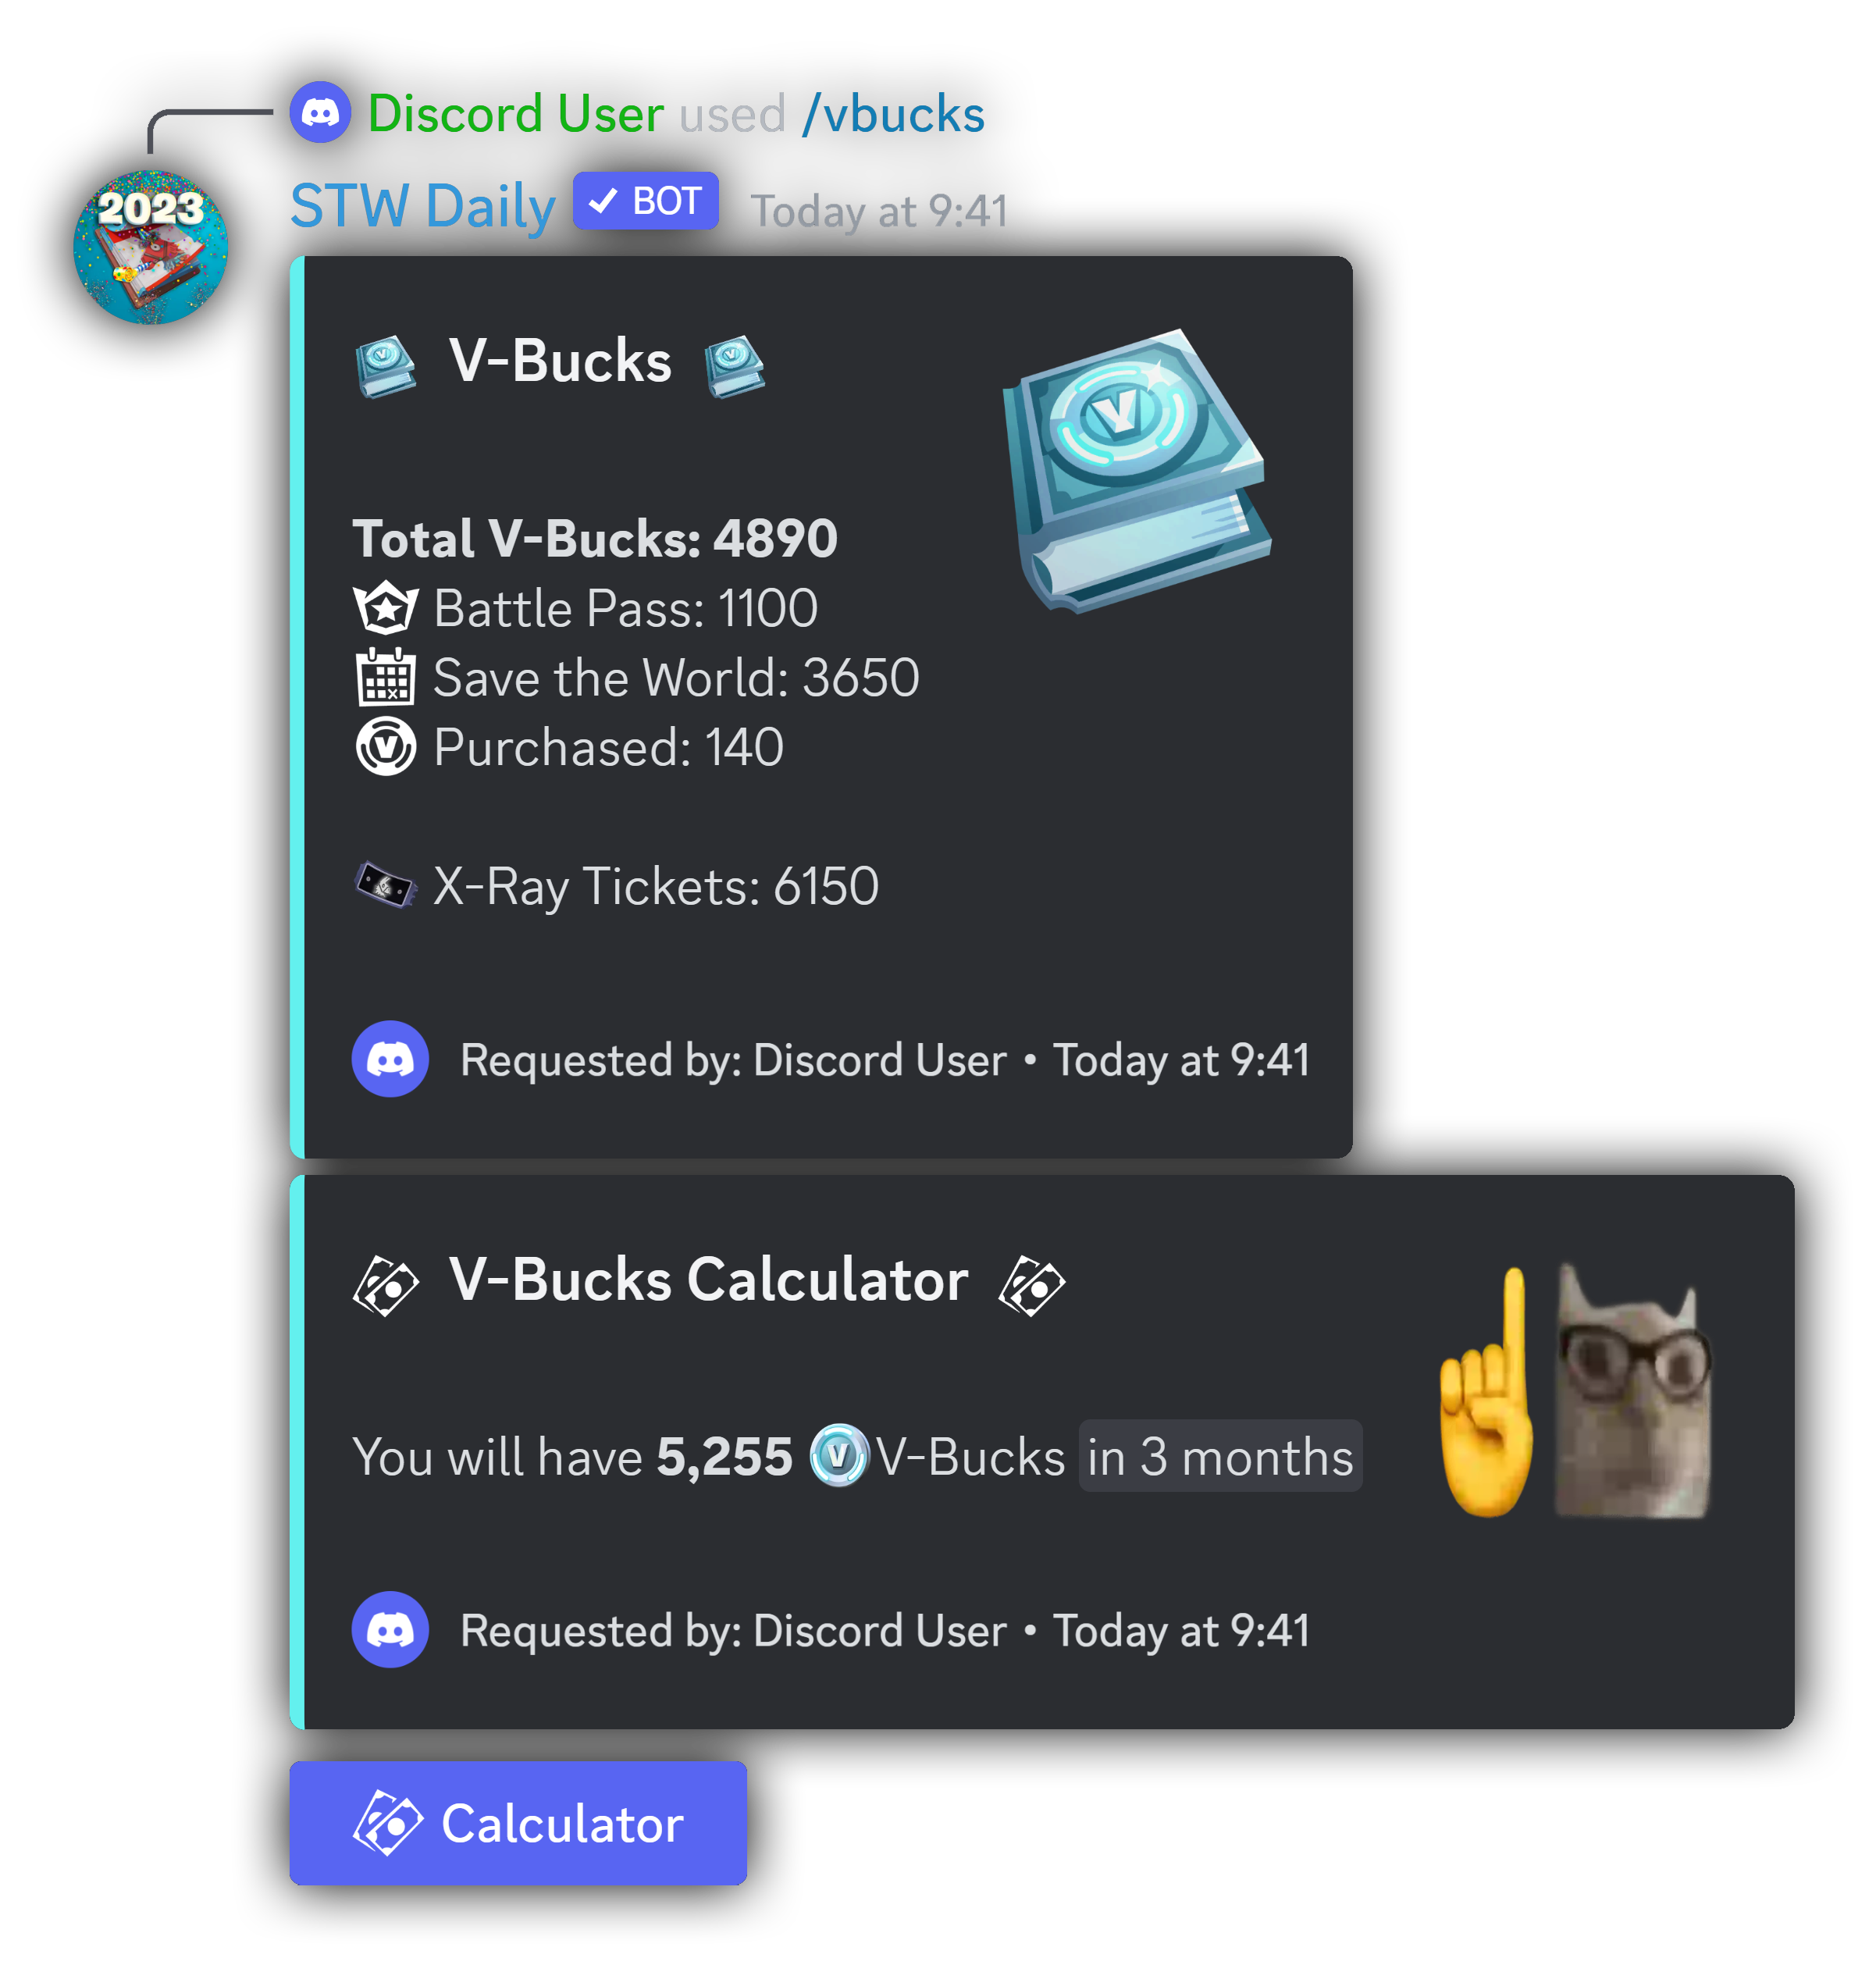 Discord User used /vbucks
2023
STW Daily ✓ BOT Today at 9:41
V-Bucks
Total V-Bucks: 4890
Battle Pass: 1100
Save the World: 3650
Purchased: 140
X-Ray Tickets: 6150
Requested by: Discord User • Today at 9:41
V-Bucks Calculator
You will have 5,255 V-Bucks in 3 months
Requested by: Discord User • Today at 9:41
Calculator